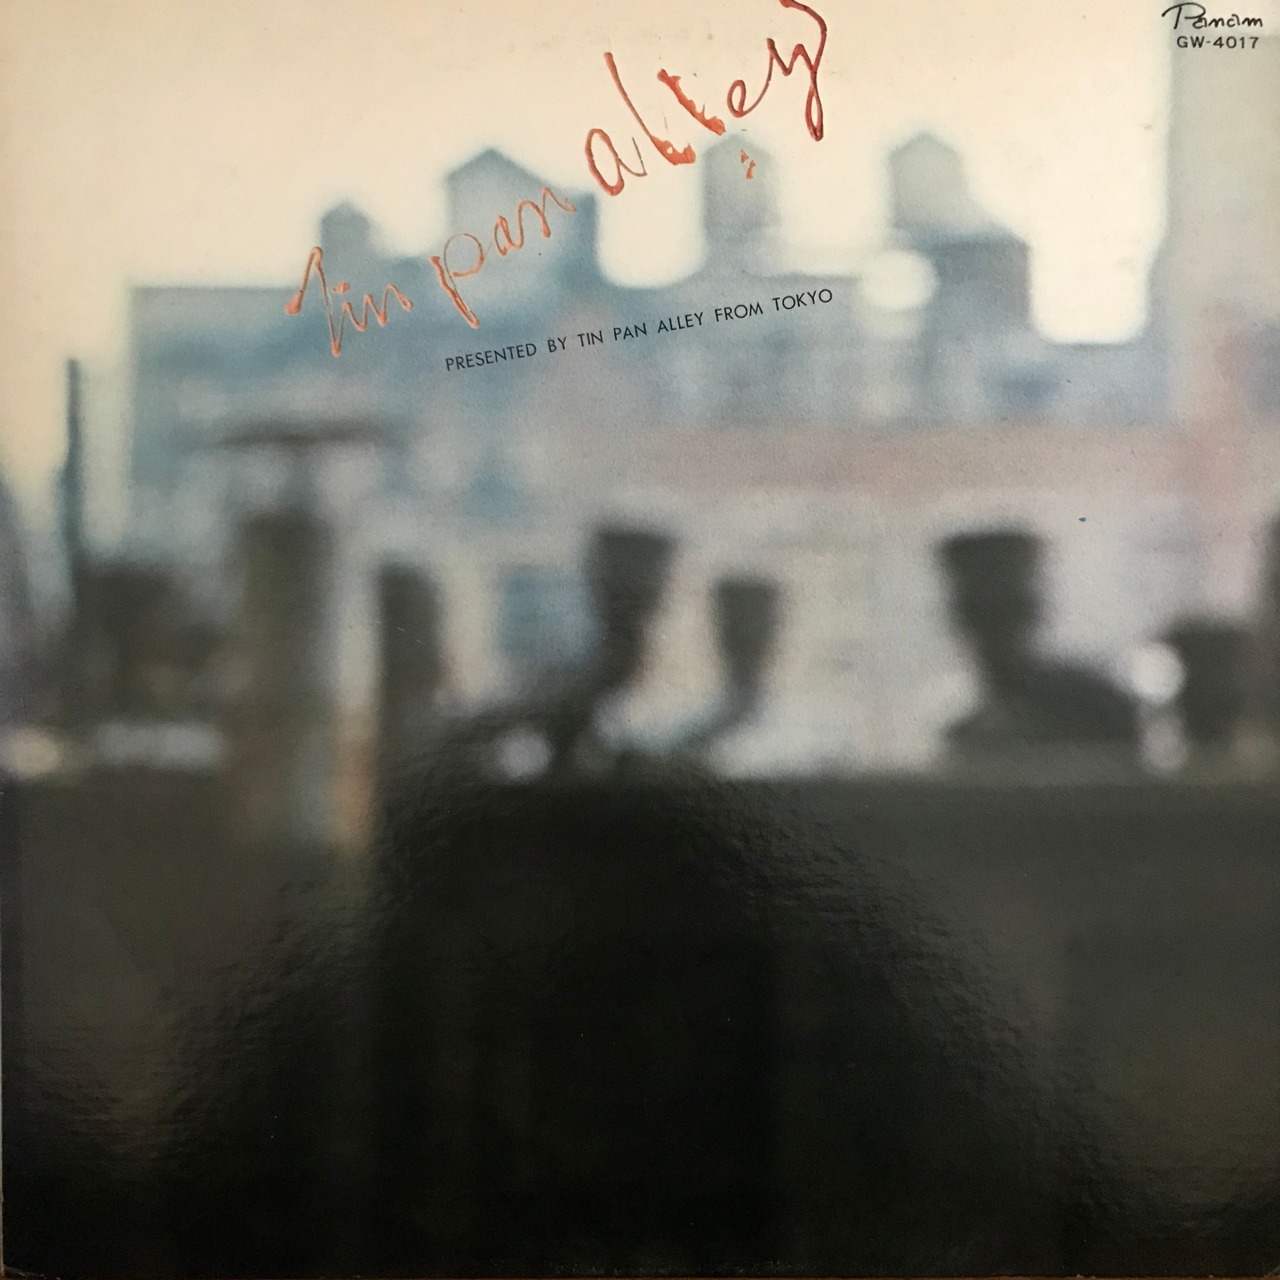 Panam
GW-4017
Tin pan alley
PRESENTED BY TIN PAN ALLEY FROM TOKYO